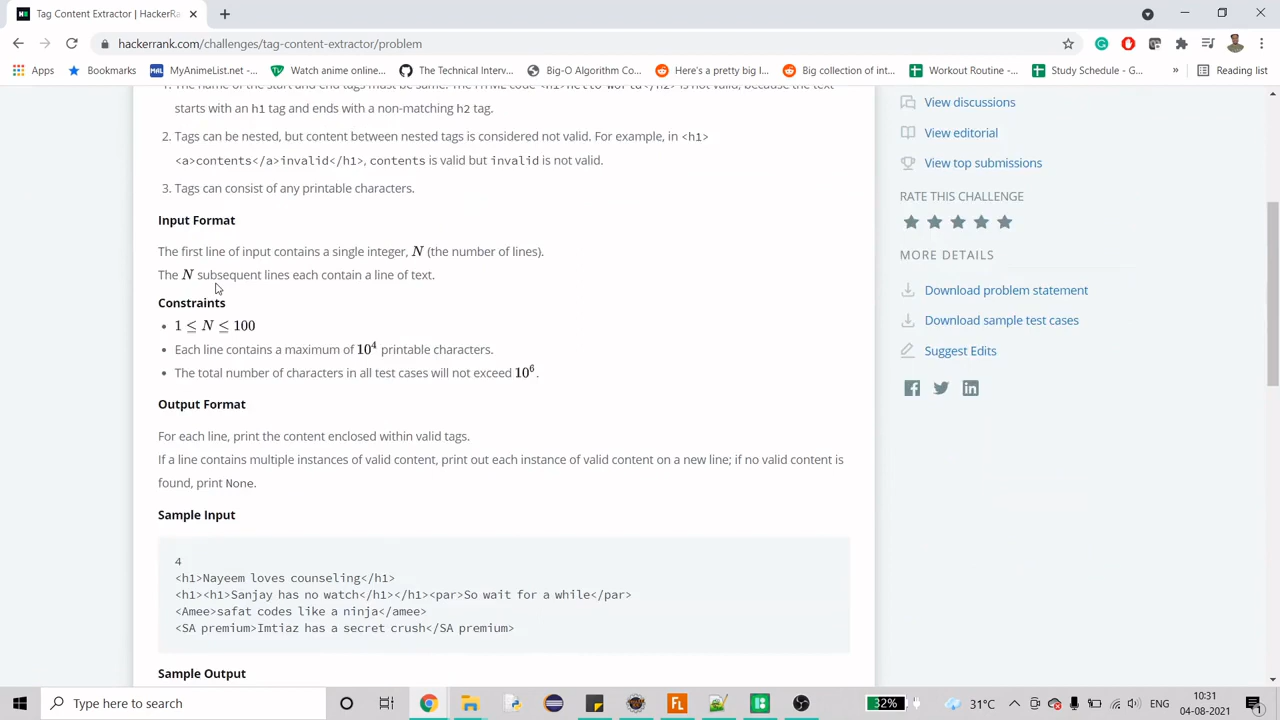 Tag Content Extractor | HackerRa
hackerrank.com/challenges/tag-content-extractor/problem
Apps
Bookmarks
MyAnimeList.net -...
Watch anime online...
The Technical Interv...
Big-O Algorithm Co...
Here's a pretty big l...
Big collection of int...
Workout Routine -...
Study Schedule - G...
»
Reading list
starts with an h1 tag and ends with a non-matching h2 tag.
2. Tags can be nested, but content between nested tags is considered not valid. For example, in <h1>
<a>contents</a>invalid</h1>, contents is valid but invalid is not valid.
3. Tags can consist of any printable characters.
Input Format
The first line of input contains a single integer, N (the number of lines).
The N subsequent lines each contain a line of text.
Constraints
• 1 ≤ N ≤ 100
• Each line contains a maximum of 10⁴ printable characters.
• The total number of characters in all test cases will not exceed 10⁶.
Output Format
For each line, print the content enclosed within valid tags.
If a line contains multiple instances of valid content, print out each instance of valid content on a new line; if no valid content is
found, print None.
Sample Input
4
<h1>Nayeem loves counseling</h1>
<h1><h1>Sanjay has no watch</h1></h1><par>So wait for a while</par>
<Amee>safat codes like a ninja</amee>
<SA premium>Imtiaz has a secret crush</SA premium>
Sample Output
View discussions
View editorial
View top submissions
RATE THIS CHALLENGE
MORE DETAILS
Download problem statement
Download sample test cases
Suggest Edits
Type here to search
32%
31°C
ENG
10:31
04-08-2021